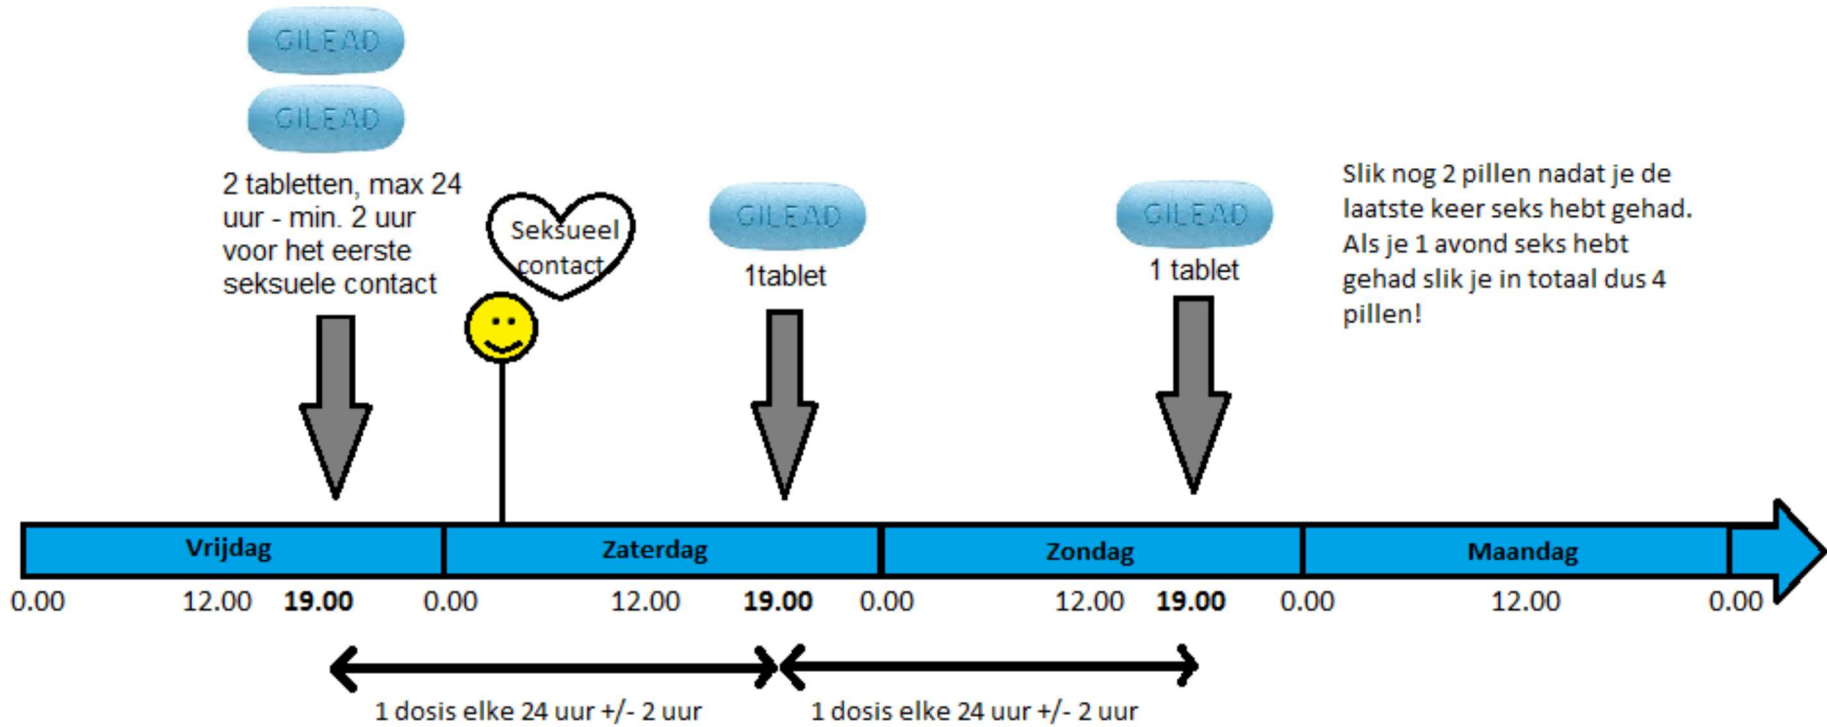 GILEAD
GILEAD
2 tabletten, max 24
uur - min. 2 uur
voor het eerste
seksuele contact
Seksueel
contact
GILEAD
1tablet
GILEAD
1 tablet
Slik nog 2 pillen nadat je de
laatste keer seks hebt gehad.
Als je 1 avond seks hebt
gehad slik je in totaal dus 4
pillen!
Vrijdag
Zaterdag
Zondag
Maandag
0.00 12.00 19.00 0.00 12.00 19.00 0.00 12.00 19.00 0.00 12.00 0.00
1 dosis elke 24 uur +/- 2 uur
1 dosis elke 24 uur +/- 2 uur